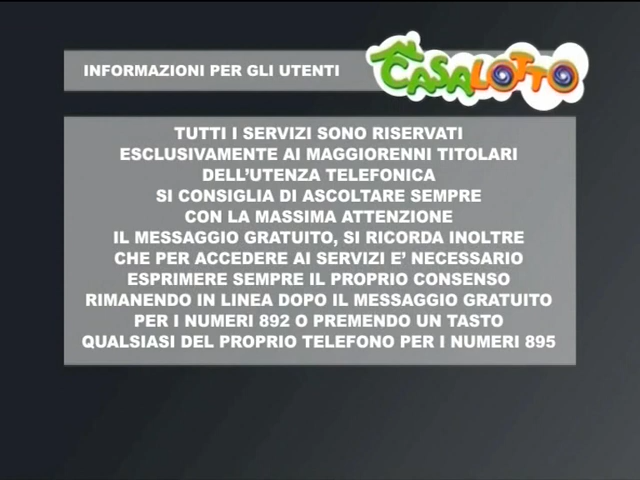 INFORMAZIONI PER GLI UTENTI
CASALOTTO
TUTTI I SERVIZI SONO RISERVATI
ESCLUSIVAMENTE AI MAGGIORENNI TITOLARI
DELL'UTENZA TELEFONICA
SI CONSIGLIA DI ASCOLTARE SEMPRE
CON LA MASSIMA ATTENZIONE
IL MESSAGGIO GRATUITO, SI RICORDA INOLTRE
CHE PER ACCEDERE AI SERVIZI E' NECESSARIO
ESPRIMERE SEMPRE IL PROPRIO CONSENSO
RIMANENDO IN LINEA DOPO IL MESSAGGIO GRATUITO
PER I NUMERI 892 O PREMENDO UN TASTO
QUALSIASI DEL PROPRIO TELEFONO PER I NUMERI 895